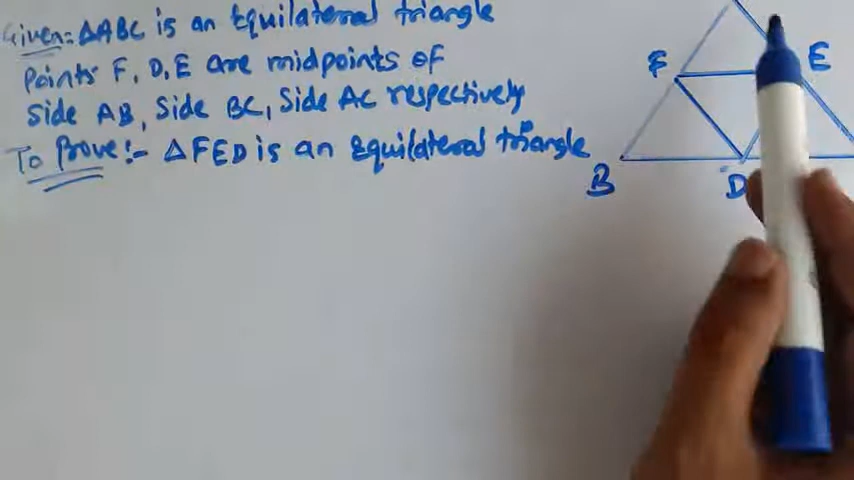 Given:- ΔABC is an Equilateral triangle
Points F, D, E are midpoints of
Side AB, Side BC, Side AC respectively
To Prove:- ΔFED is an Equilateral triangle
F
E
B
D